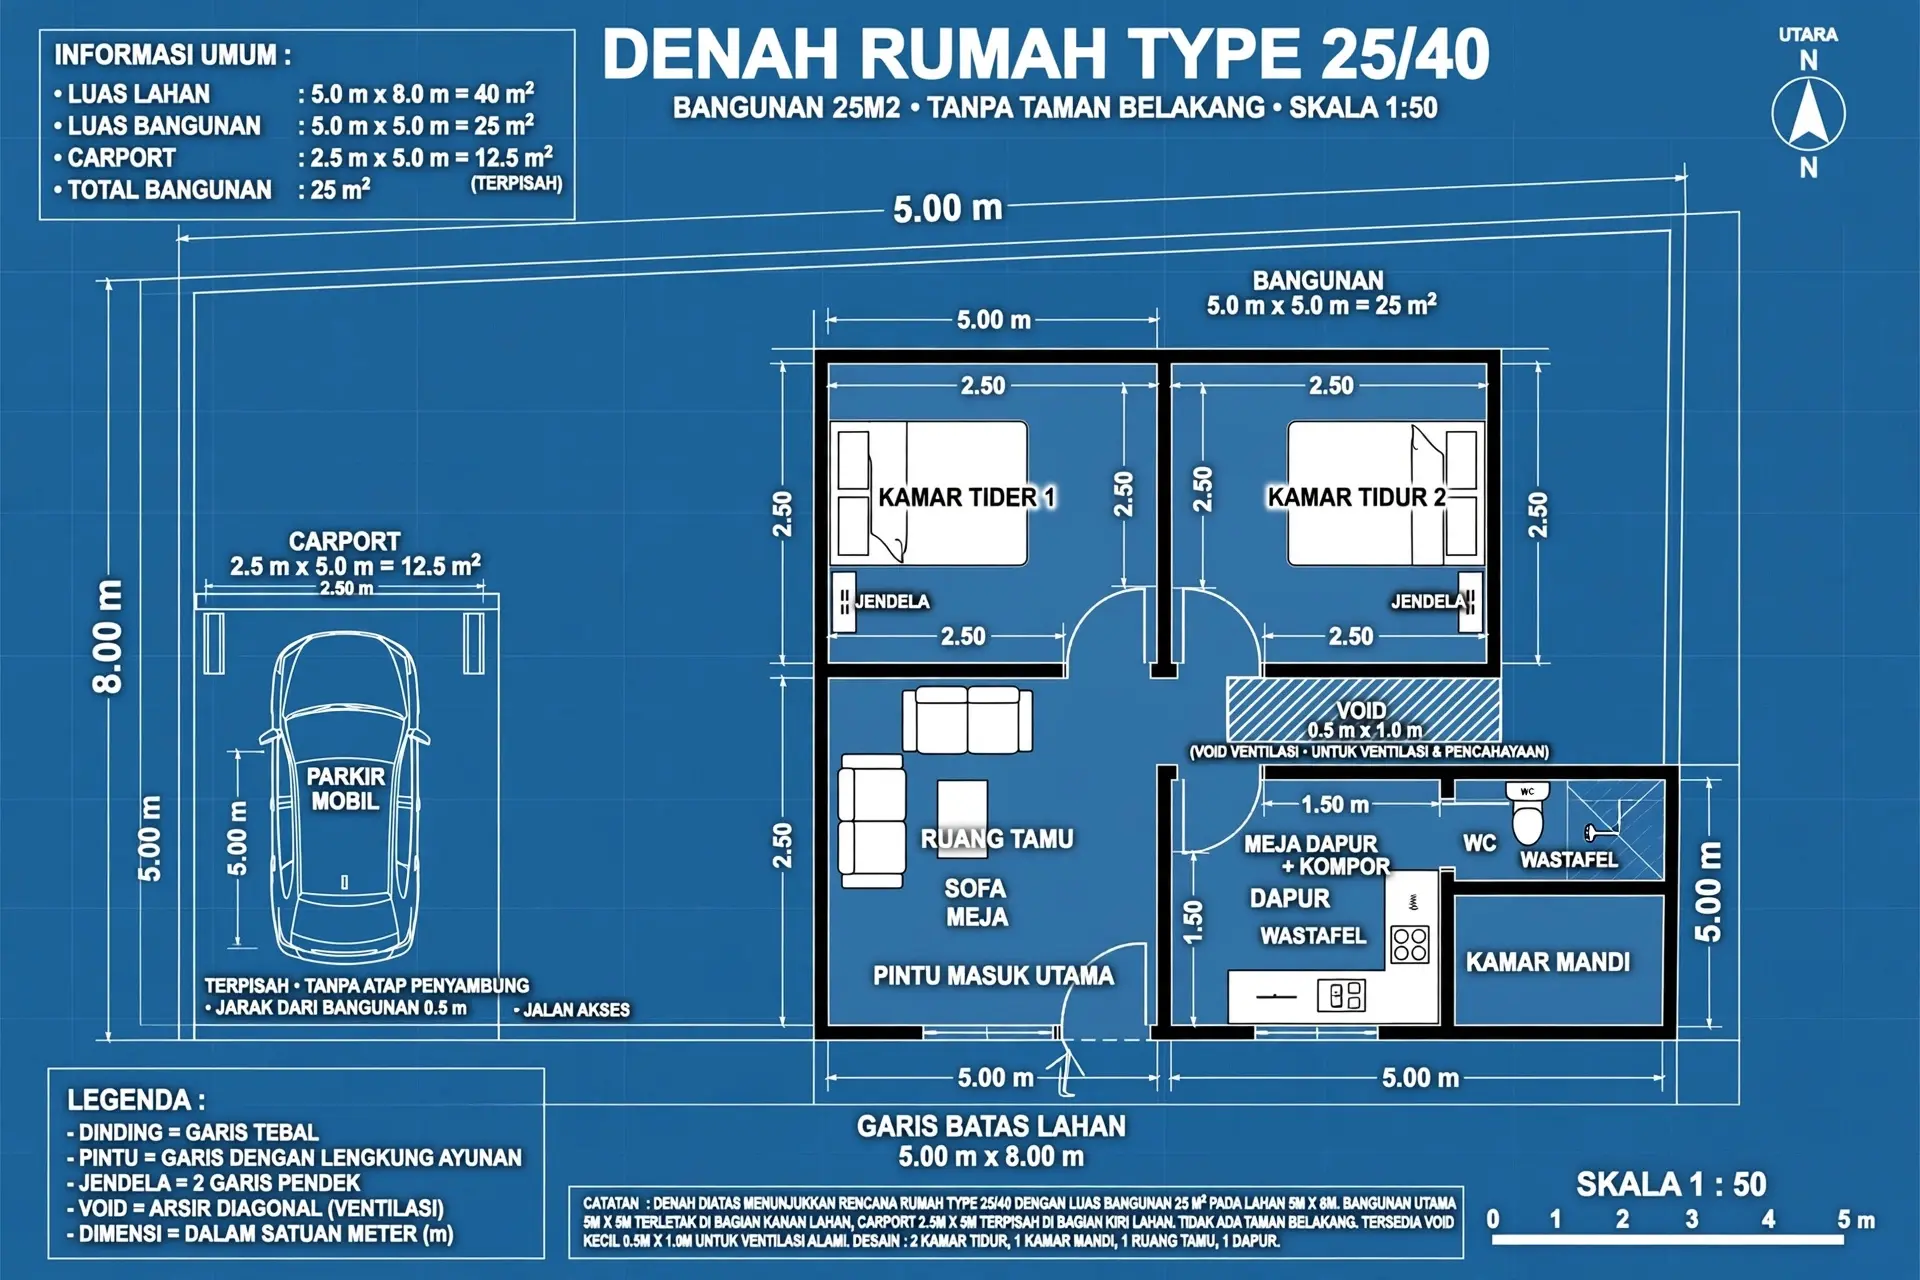 DENAH RUMAH TYPE 25/40
BANGUNAN 25M2 • TANPA TAMAN BELAKANG • SKALA 1:50
INFORMASI UMUM :
• LUAS LAHAN : 5.0 m x 8.0 m = 40 m²
• LUAS BANGUNAN : 5.0 m x 5.0 m = 25 m²
• CARPORT : 2.5 m x 5.0 m = 12.5 m²
(TERPISAH)
• TOTAL BANGUNAN : 25 m²
UTARA
N
N
5.00 m
BANGUNAN
5.0 m x 5.0 m = 25 m²
5.00 m
2.50
2.50
2.50
2.50
2.50
2.50
KAMAR TIDER 1
KAMAR TIDUR 2
JENDELA
JENDELA
2.50
2.50
CARPORT
2.5 m x 5.0 m = 12.5 m²
2.50 m
8.00 m
5.00 m
5.00 m
PARKIR
MOBIL
TERPISAH • TANPA ATAP PENYAMBUNG
• JARAK DARI BANGUNAN 0.5 m
• JALAN AKSES
VOID
0.5 m x 1.0 m
(VOID VENTILASI • UNTUK VENTILASI & PENCAHAYAAN)
2.50
RUANG TAMU
SOFA
MEJA
PINTU MASUK UTAMA
1.50 m
1.50
MEJA DAPUR
+ KOMPOR
DAPUR
WASTAFEL
WC
WC
WASTAFEL
KAMAR MANDI
5.00 m
5.00 m
5.00 m
GARIS BATAS LAHAN
5.00 m x 8.00 m
LEGENDA :
- DINDING = GARIS TEBAL
- PINTU = GARIS DENGAN LENGKUNG AYUNAN
- JENDELA = 2 GARIS PENDEK
- VOID = ARSIR DIAGONAL (VENTILASI)
- DIMENSI = DALAM SATUAN METER (m)
CATATAN : DENAH DIATAS MENUNJUKKAN RENCANA RUMAH TYPE 25/40 DENGAN LUAS BANGUNAN 25 M² PADA LAHAN 5M X 8M. BANGUNAN UTAMA
5M X 5M TERLETAK DI BAGIAN KANAN LAHAN, CARPORT 2.5M X 5M TERPISAH DI BAGIAN KIRI LAHAN. TIDAK ADA TAMAN BELAKANG. TERSEDIA VOID
KECIL 0.5M X 1.0M UNTUK VENTILASI ALAMI. DESAIN : 2 KAMAR TIDUR, 1 KAMAR MANDI, 1 RUANG TAMU, 1 DAPUR.
SKALA 1 : 50
0 1 2 3 4 5 m